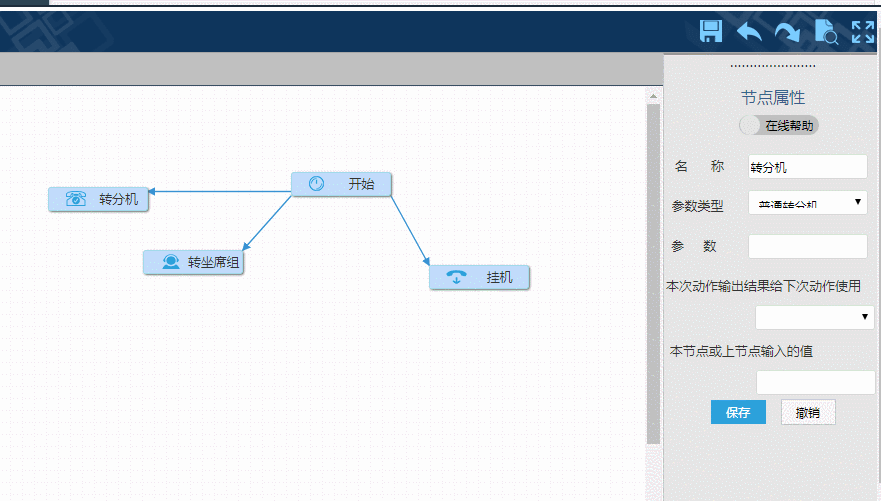 开始
转分机
转坐席组
挂机
节点属性
在线帮助
名 称
转分机
参数类型
普通转分机
参 数
本次动作输出结果给下次动作使用
本节点或上节点输入的值
保存
撤销